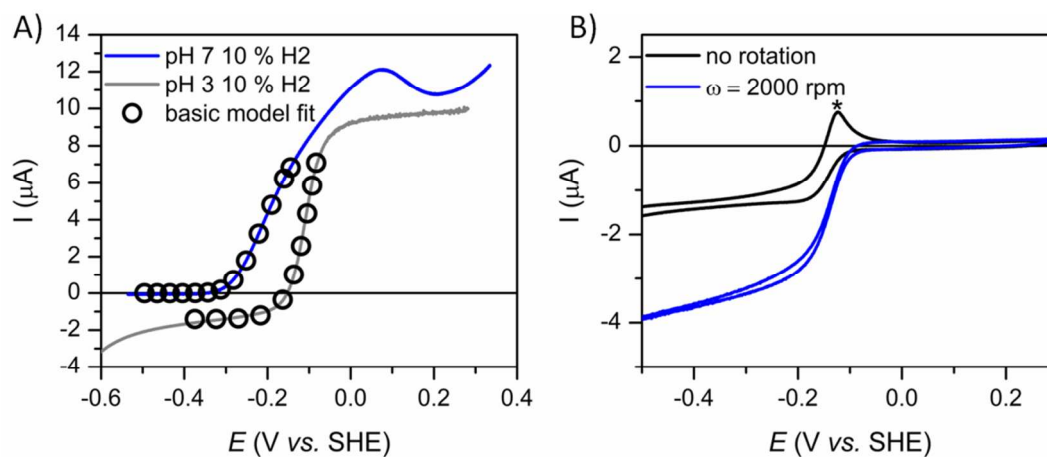 A)
pH 7 10 % H2
pH 3 10 % H2
basic model fit
I (µA)
14
12
10
8
6
4
2
0
-2
-4
-0.6 -0.4 -0.2 0.0 0.2 0.4
E (V vs. SHE)
B)
no rotation
ω = 2000 rpm
*
I (µA)
2
0
-2
-4
-0.4 -0.2 0.0 0.2
E (V vs. SHE)